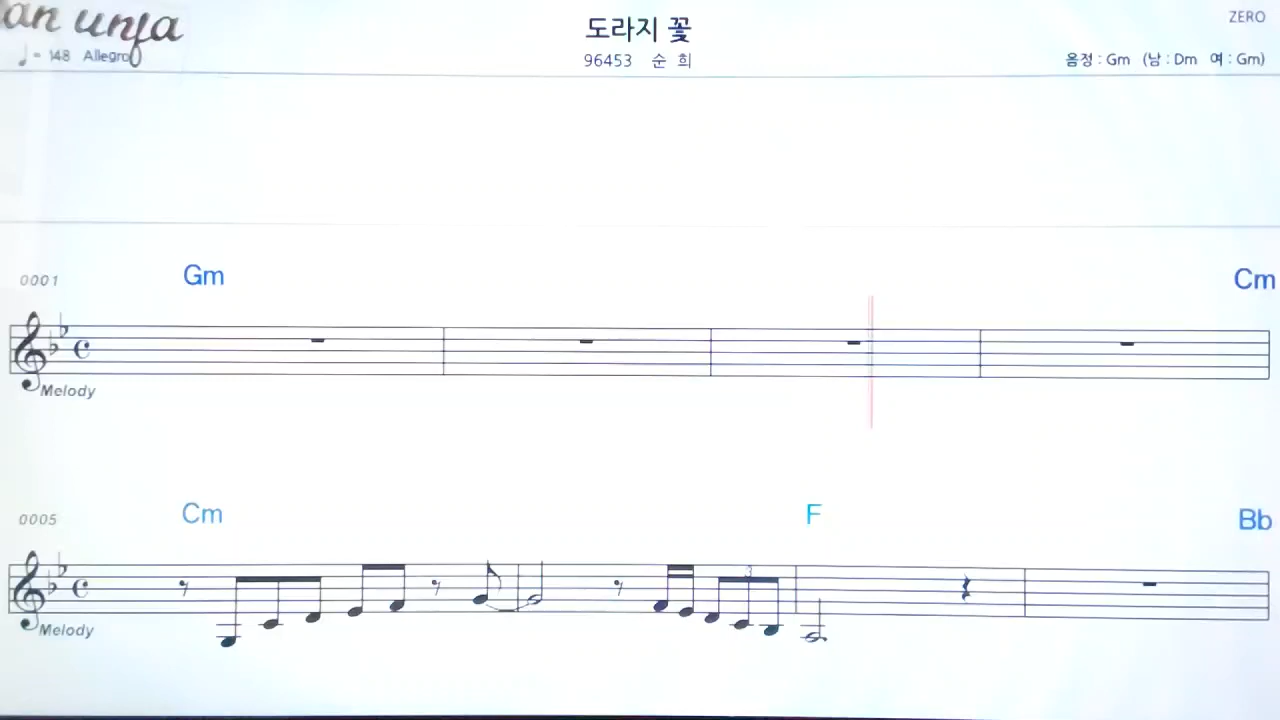 도라지 꽃
ZERO
♩= 148 Allegro
96453 순 희
음정 : Gm (남 : Dm 여 : Gm)
0001 Gm Cm
Melody
0005 Cm F Bb
3
Melody